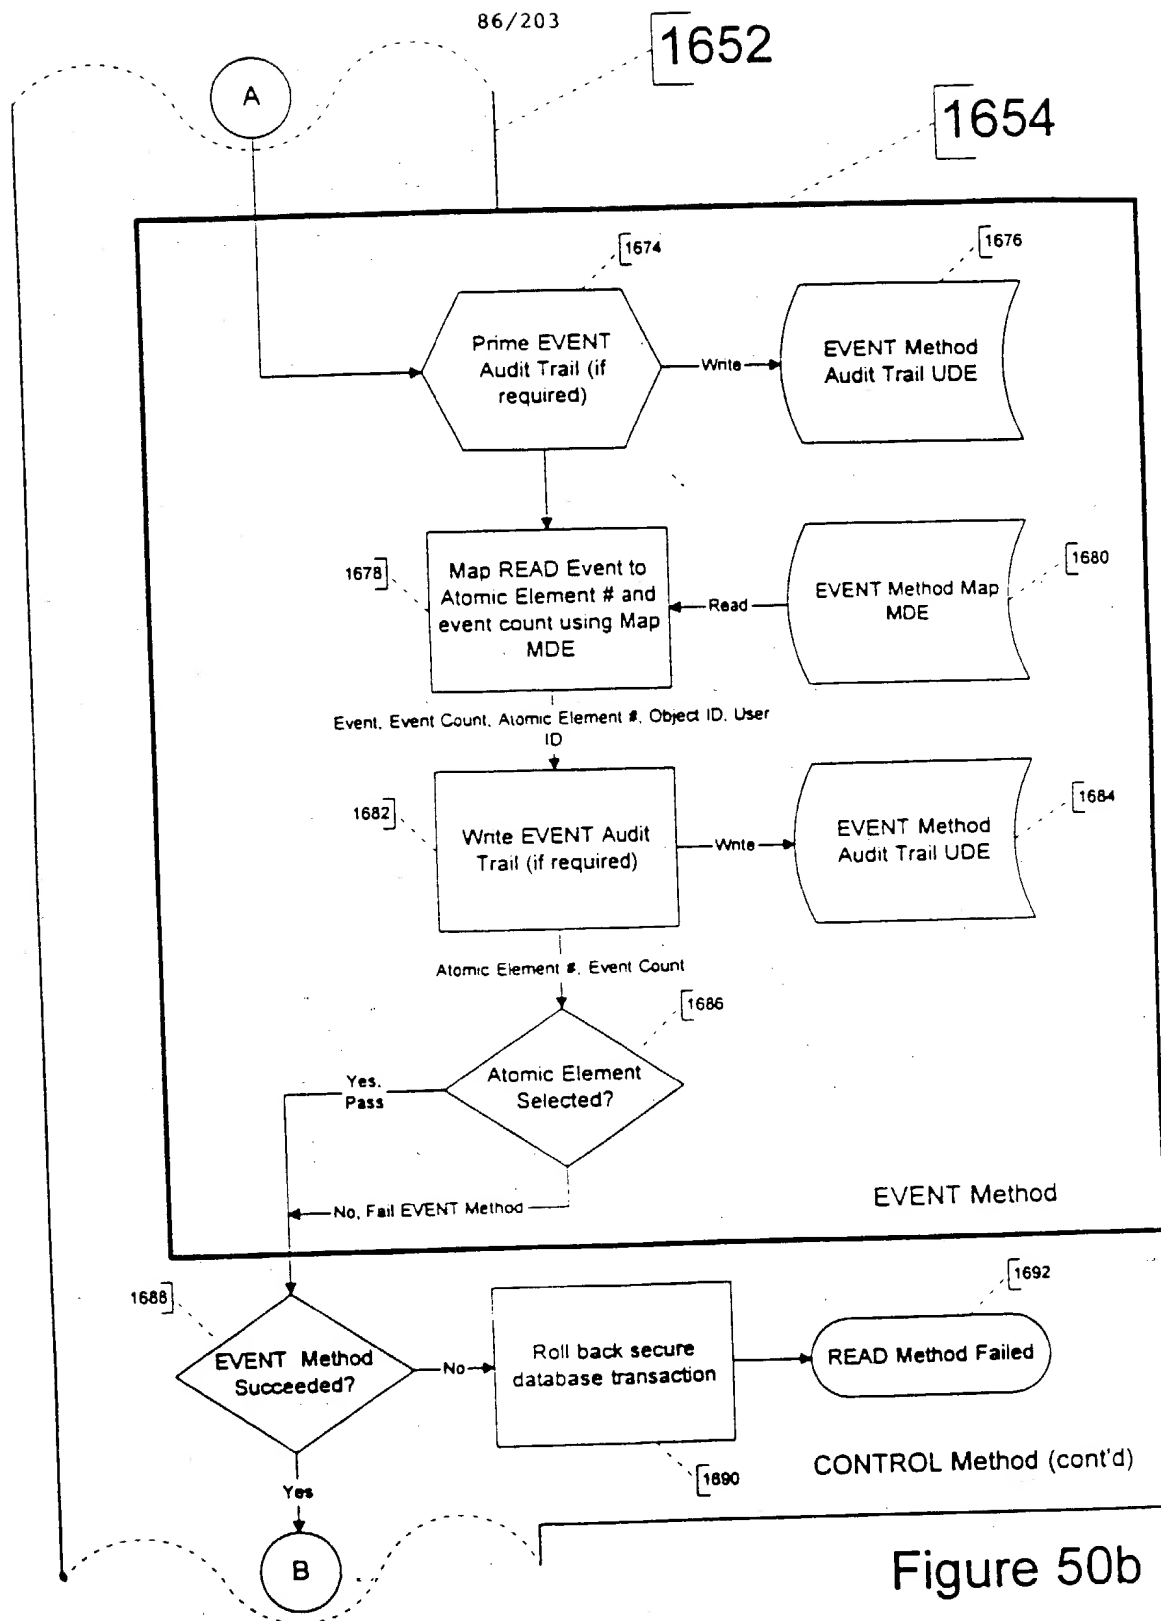 86/203
1652
A
1654
1674
1676
Prime EVENT
Audit Trail (if
required)
Write
EVENT Method
Audit Trail UDE
1678
Map READ Event to
Atomic Element # and
event count using Map
MDE
Read
EVENT Method Map
MDE
1680
Event, Event Count, Atomic Element #, Object ID, User
ID
1682
Write EVENT Audit
Trail (if required)
Write
EVENT Method
Audit Trail UDE
1684
Atomic Element #, Event Count
1686
Atomic Element
Selected?
Yes,
Pass
No, Fail EVENT Method
EVENT Method
1688
EVENT Method
Succeeded?
No
Roll back secure
database transaction
1692
READ Method Failed
1690
CONTROL Method (cont'd)
Yes
B
Figure 50b